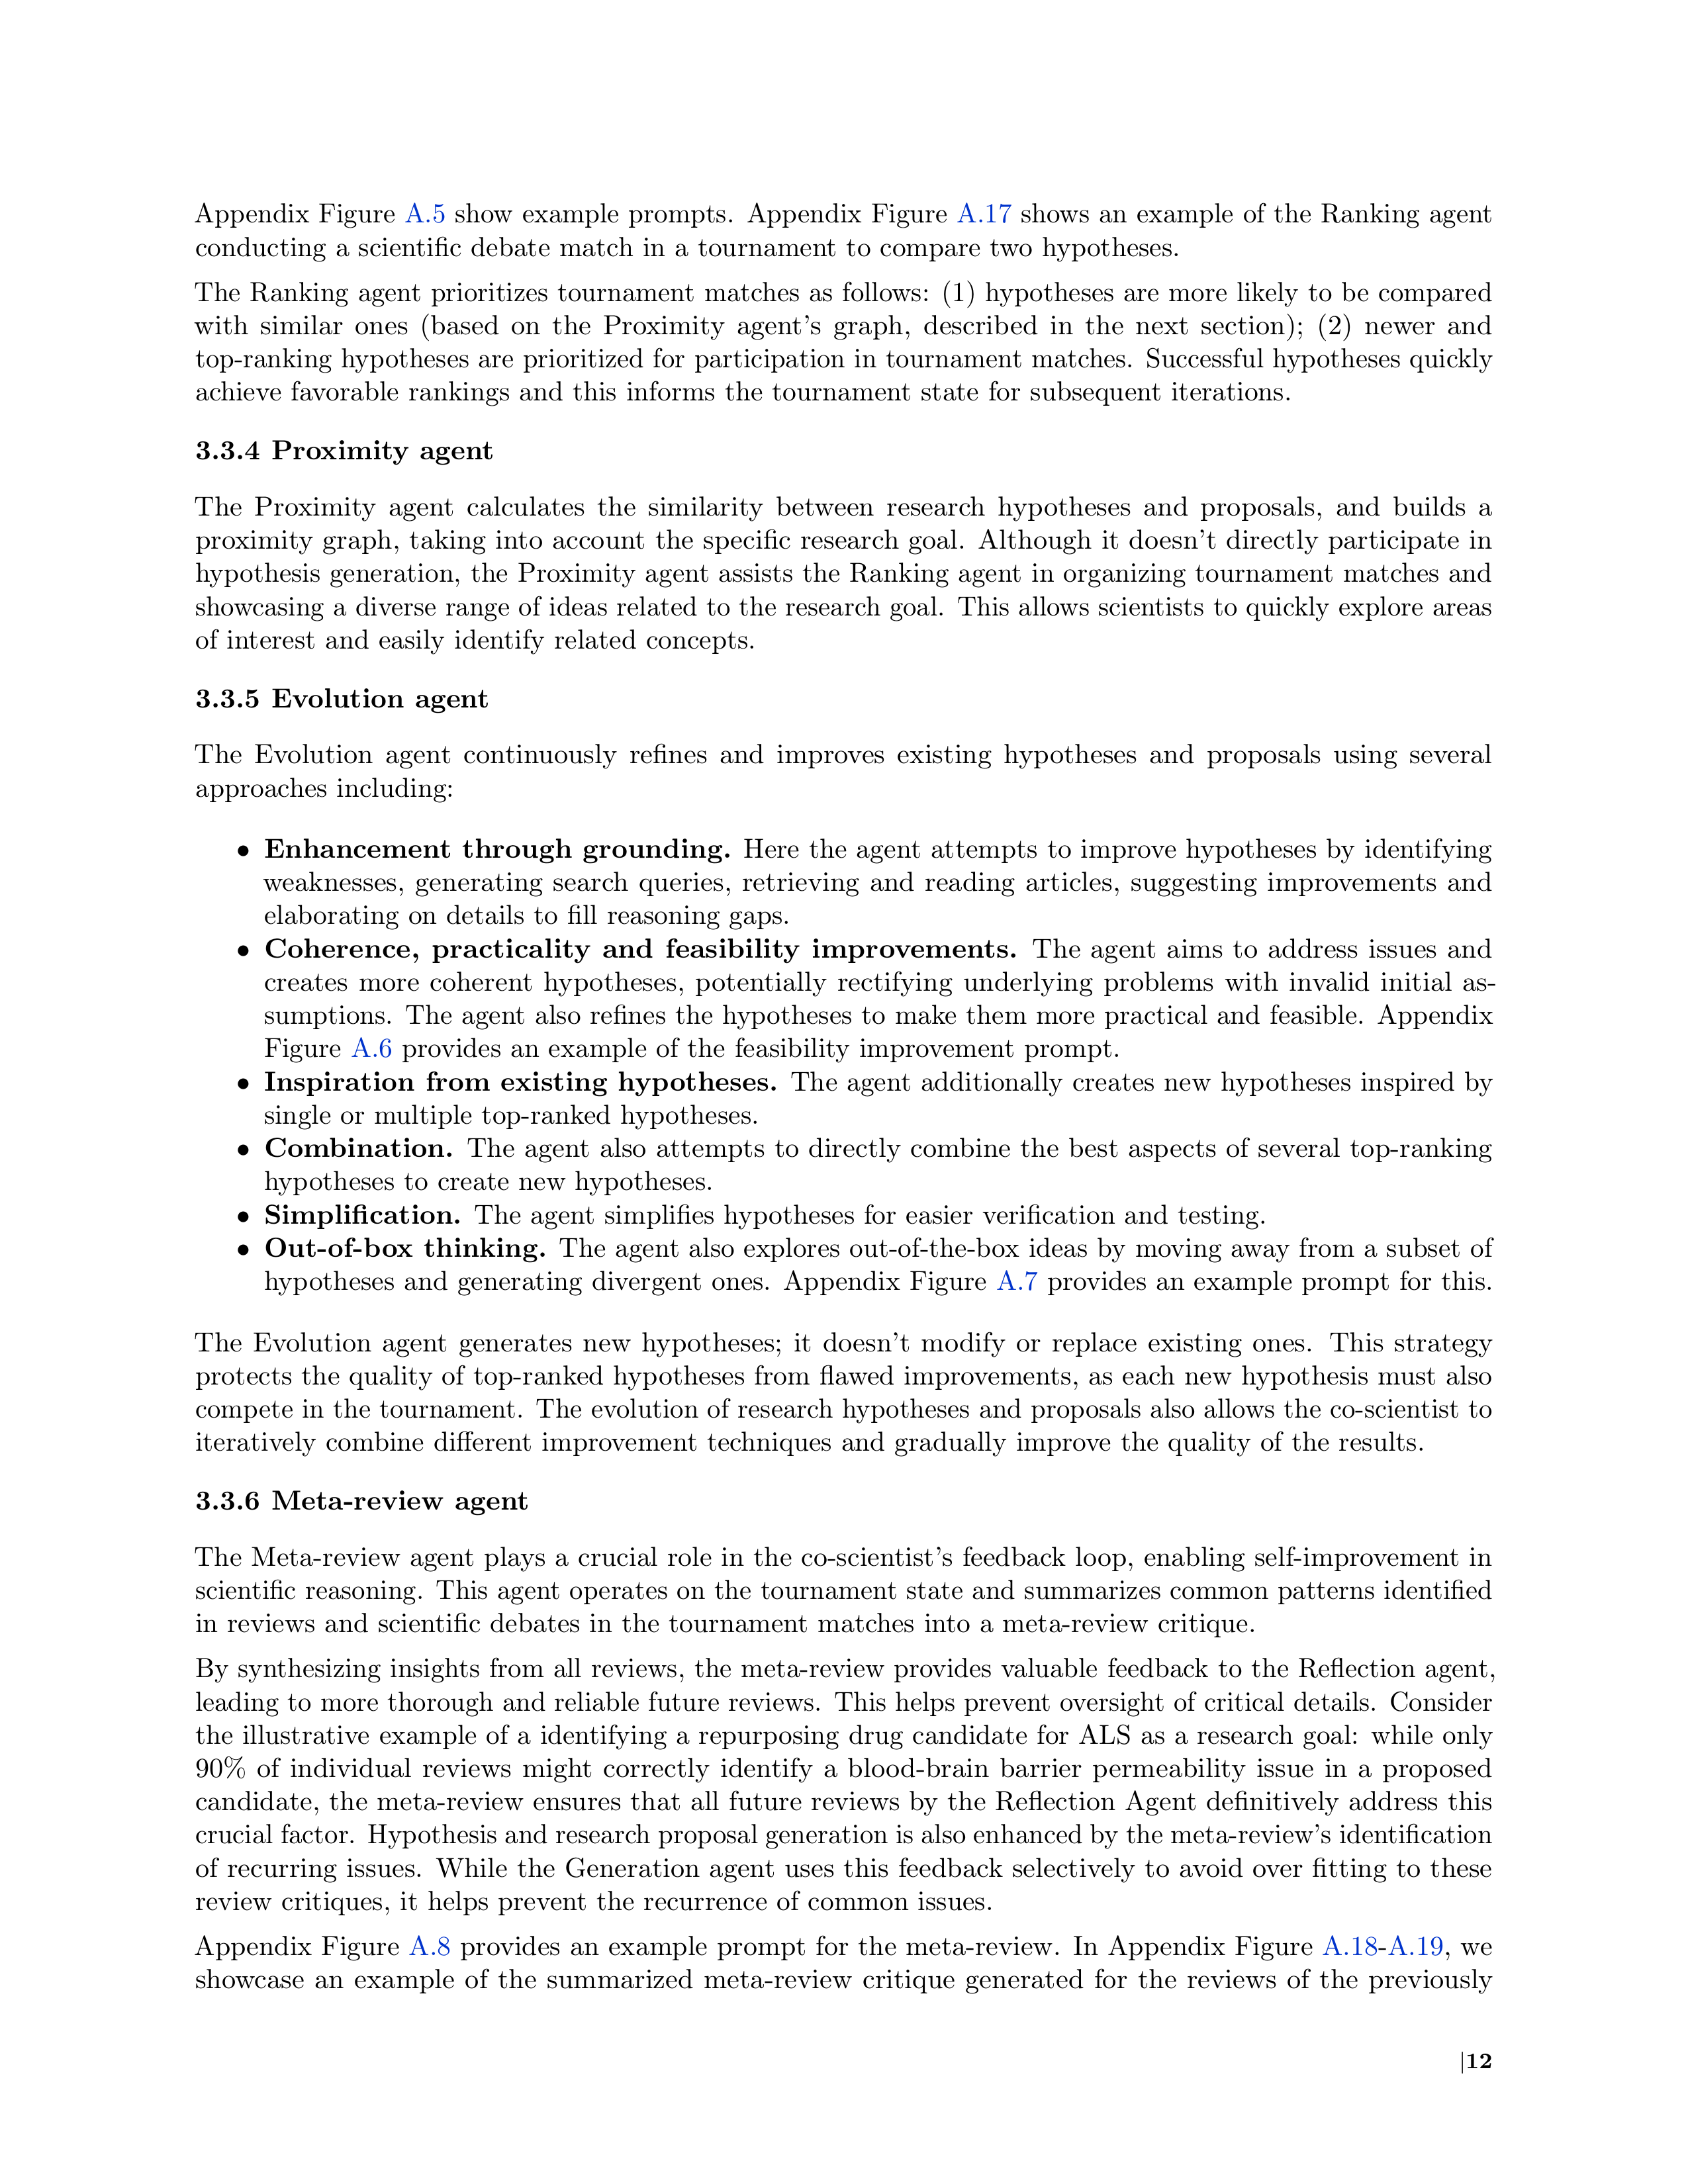 Appendix Figure A.5 show example prompts. Appendix Figure A.17 shows an example of the Ranking agent
conducting a scientific debate match in a tournament to compare two hypotheses.
The Ranking agent prioritizes tournament matches as follows: (1) hypotheses are more likely to be compared
with similar ones (based on the Proximity agent's graph, described in the next section); (2) newer and
top-ranking hypotheses are prioritized for participation in tournament matches. Successful hypotheses quickly
achieve favorable rankings and this informs the tournament state for subsequent iterations.
3.3.4 Proximity agent
The Proximity agent calculates the similarity between research hypotheses and proposals, and builds a
proximity graph, taking into account the specific research goal. Although it doesn't directly participate in
hypothesis generation, the Proximity agent assists the Ranking agent in organizing tournament matches and
showcasing a diverse range of ideas related to the research goal. This allows scientists to quickly explore areas
of interest and easily identify related concepts.
3.3.5 Evolution agent
The Evolution agent continuously refines and improves existing hypotheses and proposals using several
approaches including:
• Enhancement through grounding. Here the agent attempts to improve hypotheses by identifying
weaknesses, generating search queries, retrieving and reading articles, suggesting improvements and
elaborating on details to fill reasoning gaps.
• Coherence, practicality and feasibility improvements. The agent aims to address issues and
creates more coherent hypotheses, potentially rectifying underlying problems with invalid initial as-
sumptions. The agent also refines the hypotheses to make them more practical and feasible. Appendix
Figure A.6 provides an example of the feasibility improvement prompt.
• Inspiration from existing hypotheses. The agent additionally creates new hypotheses inspired by
single or multiple top-ranked hypotheses.
• Combination. The agent also attempts to directly combine the best aspects of several top-ranking
hypotheses to create new hypotheses.
• Simplification. The agent simplifies hypotheses for easier verification and testing.
• Out-of-box thinking. The agent also explores out-of-the-box ideas by moving away from a subset of
hypotheses and generating divergent ones. Appendix Figure A.7 provides an example prompt for this.
The Evolution agent generates new hypotheses; it doesn't modify or replace existing ones. This strategy
protects the quality of top-ranked hypotheses from flawed improvements, as each new hypothesis must also
compete in the tournament. The evolution of research hypotheses and proposals also allows the co-scientist to
iteratively combine different improvement techniques and gradually improve the quality of the results.
3.3.6 Meta-review agent
The Meta-review agent plays a crucial role in the co-scientist's feedback loop, enabling self-improvement in
scientific reasoning. This agent operates on the tournament state and summarizes common patterns identified
in reviews and scientific debates in the tournament matches into a meta-review critique.
By synthesizing insights from all reviews, the meta-review provides valuable feedback to the Reflection agent,
leading to more thorough and reliable future reviews. This helps prevent oversight of critical details. Consider
the illustrative example of a identifying a repurposing drug candidate for ALS as a research goal: while only
90% of individual reviews might correctly identify a blood-brain barrier permeability issue in a proposed
candidate, the meta-review ensures that all future reviews by the Reflection Agent definitively address this
crucial factor. Hypothesis and research proposal generation is also enhanced by the meta-review's identification
of recurring issues. While the Generation agent uses this feedback selectively to avoid over fitting to these
review critiques, it helps prevent the recurrence of common issues.
Appendix Figure A.8 provides an example prompt for the meta-review. In Appendix Figure A.18-A.19, we
showcase an example of the summarized meta-review critique generated for the reviews of the previously
|12